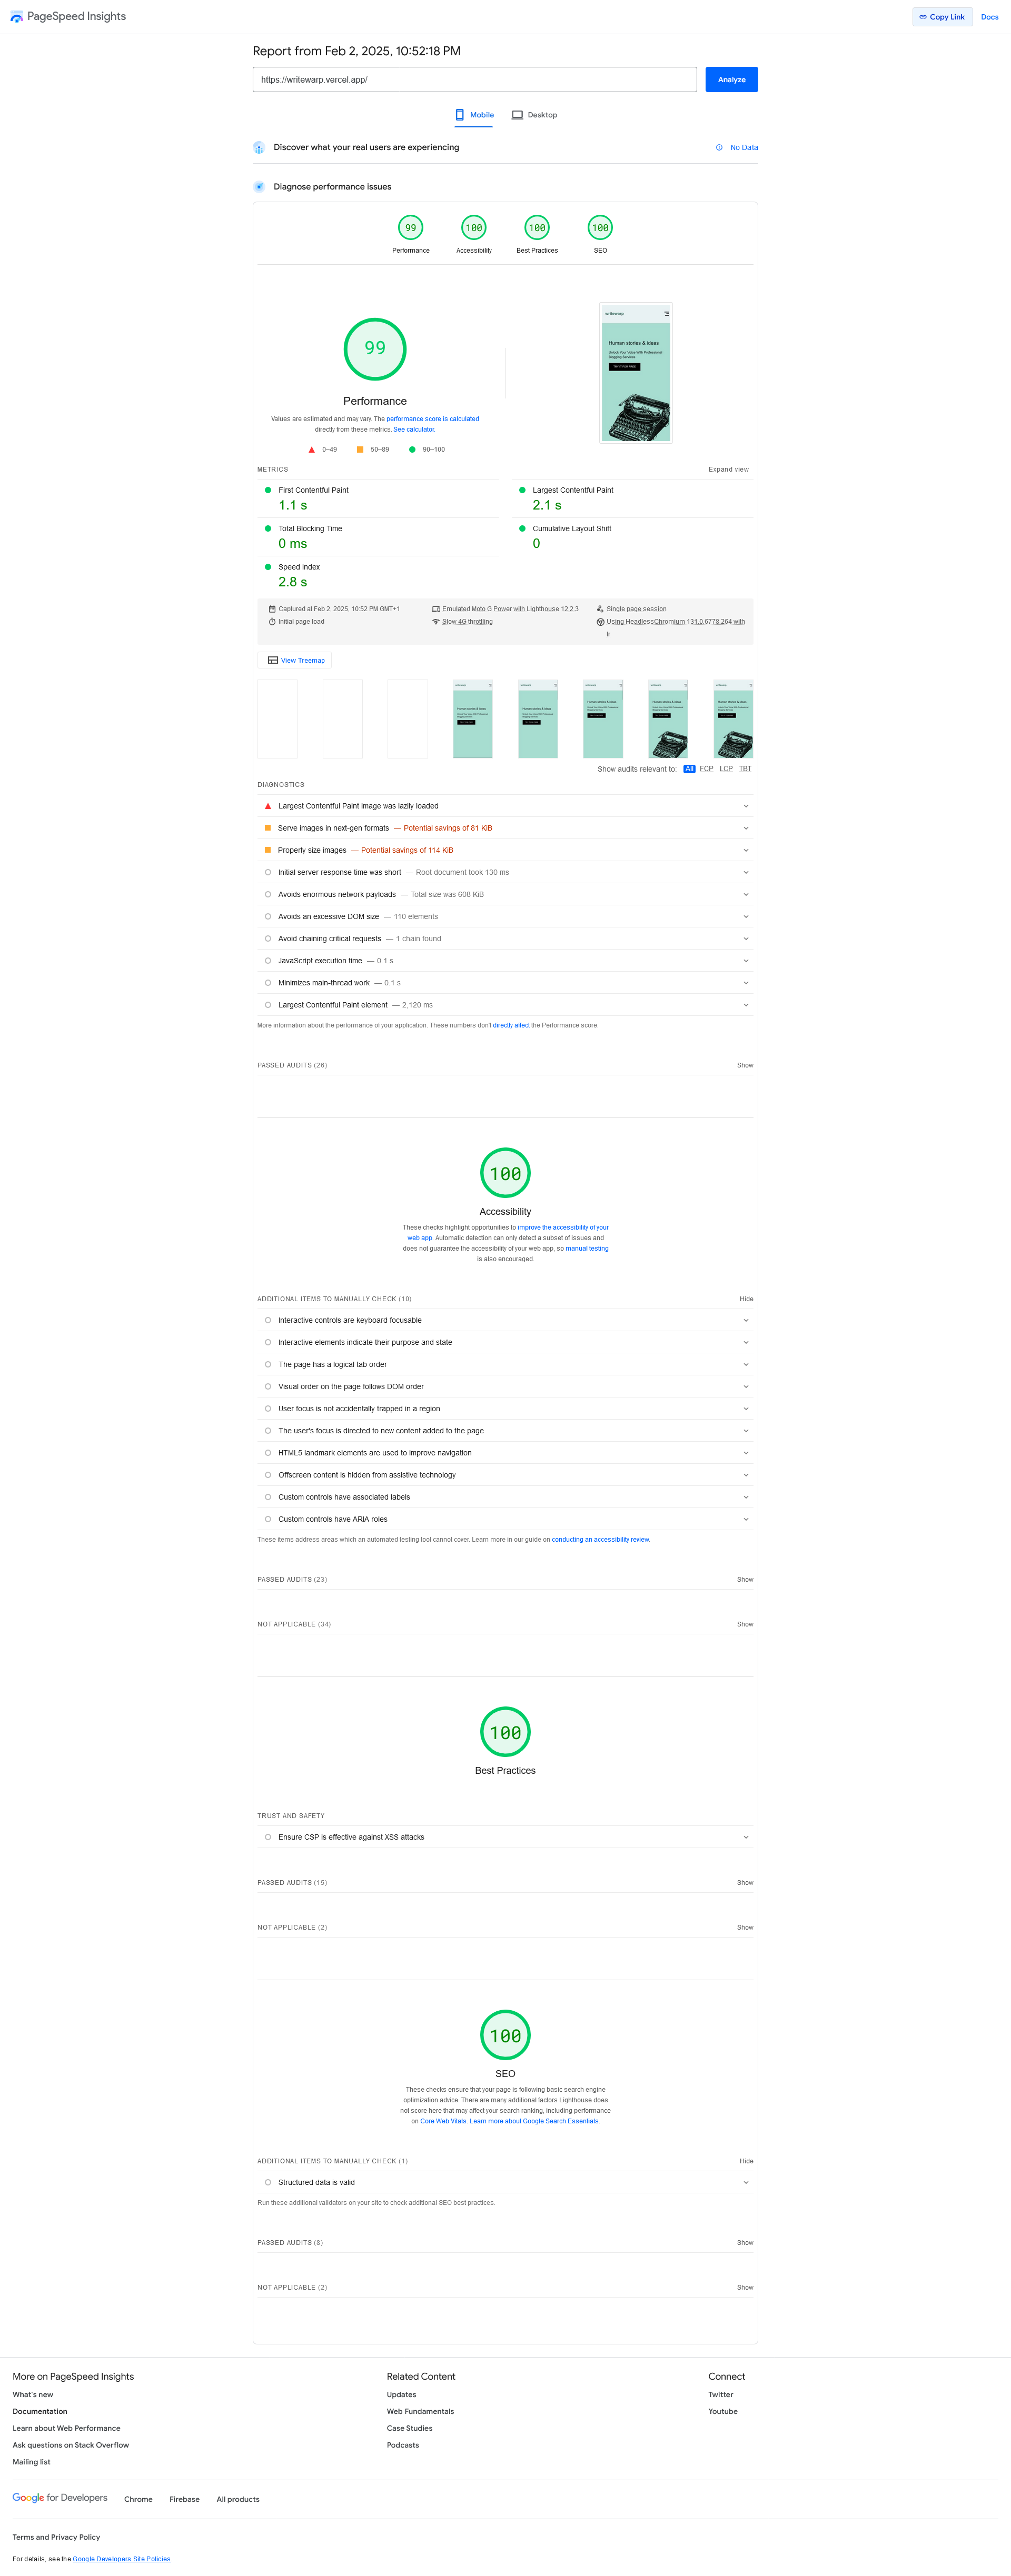 PageSpeed Insights
Copy Link
Docs
Report from Feb 2, 2025, 10:52:18 PM
https://writewarp.vercel.app/
Analyze
Mobile
Desktop
Discover what your real users are experiencing
No Data
Diagnose performance issues
99
Performance
100
Accessibility
100
Best Practices
100
SEO
99
Performance
Values are estimated and may vary. The performance score is calculated
directly from these metrics. See calculator.
0–49
50–89
90–100
writewarp
Human stories & ideas
Unlock Your Voice With Professional
Blogging Services
METRICS
Expand view
First Contentful Paint
1.1 s
Largest Contentful Paint
2.1 s
Total Blocking Time
0 ms
Cumulative Layout Shift
0
Speed Index
2.8 s
Captured at Feb 2, 2025, 10:52 PM GMT+1
Emulated Moto G Power with Lighthouse 12.2.3
Single page session
Initial page load
Slow 4G throttling
Using HeadlessChromium 131.0.6778.264 with
lr
View Treemap
Show audits relevant to:
All
FCP
LCP
TBT
DIAGNOSTICS
Largest Contentful Paint image was lazily loaded
Serve images in next-gen formats — Potential savings of 81 KiB
Properly size images — Potential savings of 114 KiB
Initial server response time was short — Root document took 130 ms
Avoids enormous network payloads — Total size was 608 KiB
Avoids an excessive DOM size — 110 elements
Avoid chaining critical requests — 1 chain found
JavaScript execution time — 0.1 s
Minimizes main-thread work — 0.1 s
Largest Contentful Paint element — 2,120 ms
More information about the performance of your application. These numbers don't directly affect the Performance score.
PASSED AUDITS (26)
Show
100
Accessibility
These checks highlight opportunities to improve the accessibility of your
web app. Automatic detection can only detect a subset of issues and
does not guarantee the accessibility of your web app, so manual testing
is also encouraged.
ADDITIONAL ITEMS TO MANUALLY CHECK (10)
Hide
Interactive controls are keyboard focusable
Interactive elements indicate their purpose and state
The page has a logical tab order
Visual order on the page follows DOM order
User focus is not accidentally trapped in a region
The user's focus is directed to new content added to the page
HTML5 landmark elements are used to improve navigation
Offscreen content is hidden from assistive technology
Custom controls have associated labels
Custom controls have ARIA roles
These items address areas which an automated testing tool cannot cover. Learn more in our guide on conducting an accessibility review.
PASSED AUDITS (23)
Show
NOT APPLICABLE (34)
Show
100
Best Practices
TRUST AND SAFETY
Ensure CSP is effective against XSS attacks
PASSED AUDITS (15)
Show
NOT APPLICABLE (2)
Show
100
SEO
These checks ensure that your page is following basic search engine
optimization advice. There are many additional factors Lighthouse does
not score here that may affect your search ranking, including performance
on Core Web Vitals. Learn more about Google Search Essentials.
ADDITIONAL ITEMS TO MANUALLY CHECK (1)
Hide
Structured data is valid
Run these additional validators on your site to check additional SEO best practices.
PASSED AUDITS (8)
Show
NOT APPLICABLE (2)
Show
More on PageSpeed Insights
What's new
Documentation
Learn about Web Performance
Ask questions on Stack Overflow
Mailing list
Related Content
Updates
Web Fundamentals
Case Studies
Podcasts
Connect
Twitter
Youtube
Google for Developers
Chrome
Firebase
All products
Terms and Privacy Policy
For details, see the Google Developers Site Policies.